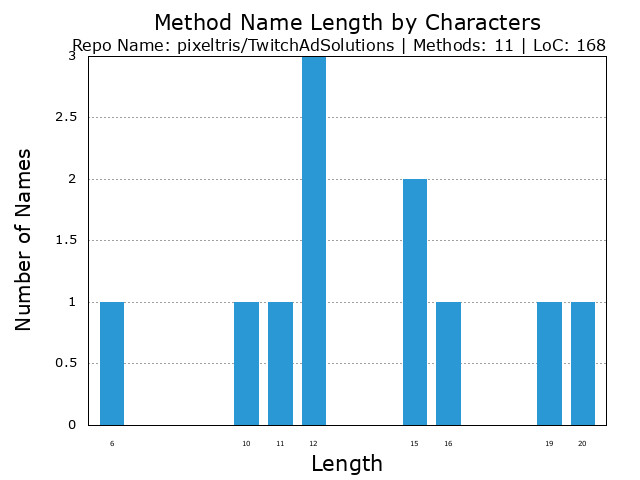 Method Name Length by Characters
Repo Name: pixeltris/TwitchAdSolutions | Methods: 11 | LoC: 168
3
2.5
2
1.5
1
0.5
0
Number of Names
6 10 11 12 15 16 19 20
Length